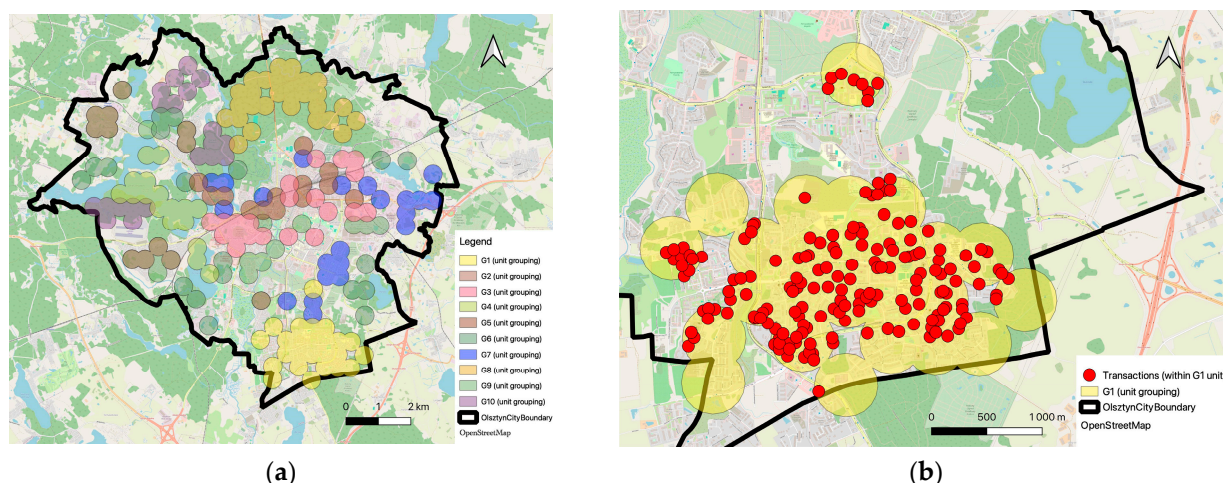 Legend
G1 (unit grouping)
G2 (unit grouping)
G3 (unit grouping)
G4 (unit grouping)
G5 (unit grouping)
G6 (unit grouping)
G7 (unit grouping)
G8 (unit grouping)
G9 (unit grouping)
G10 (unit grouping)
OlsztynCityBoundary
OpenStreetMap
0 1 2 km
(a)
Transactions (within G1 unit
G1 (unit grouping)
OlsztynCityBoundary
OpenStreetMap
0 500 1000 m
(b)